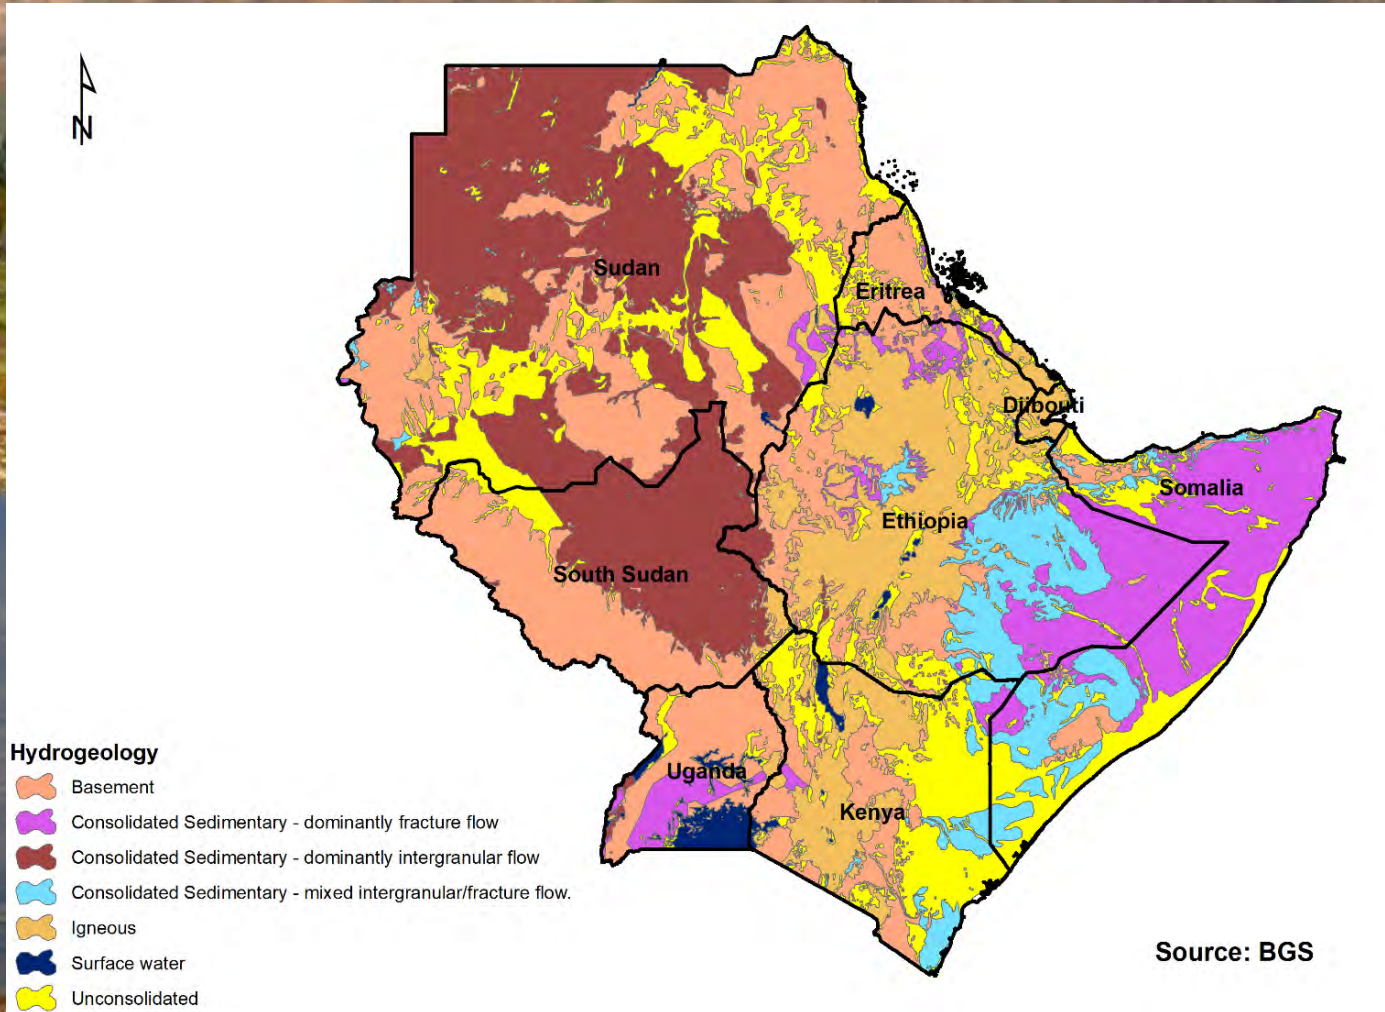 N
Sudan
Eritrea
Djibouti
Somalia
Ethiopia
South Sudan
Uganda
Kenya
Hydrogeology
Basement
Consolidated Sedimentary - dominantly fracture flow
Consolidated Sedimentary - dominantly intergranular flow
Consolidated Sedimentary - mixed intergranular/fracture flow.
Igneous
Surface water
Unconsolidated
Source: BGS